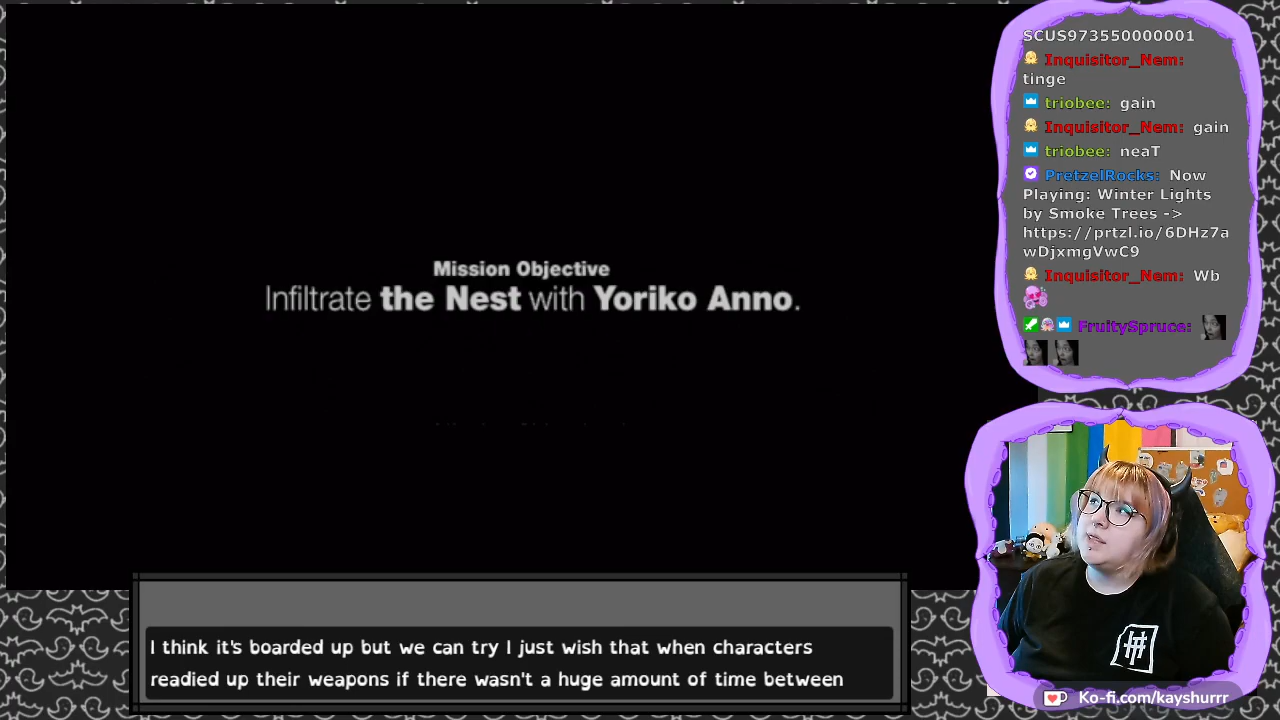 SCUS973550000001
Inquisitor_Nem:
tinge
triobee: gain
Inquisitor_Nem: gain
triobee: neaT
PretzelRocks: Now
Playing: Winter Lights
by Smoke Trees ->
https://prtzl.io/6DHz7a
wDjxmgVwC9
Inquisitor_Nem: Wb
FruitySpruce:
Mission Objective
Infiltrate the Nest with Yoriko Anno.
I think it's boarded up but we can try I just wish that when characters
readied up their weapons if there wasn't a huge amount of time between
Ko-fi.com/kayshurrr